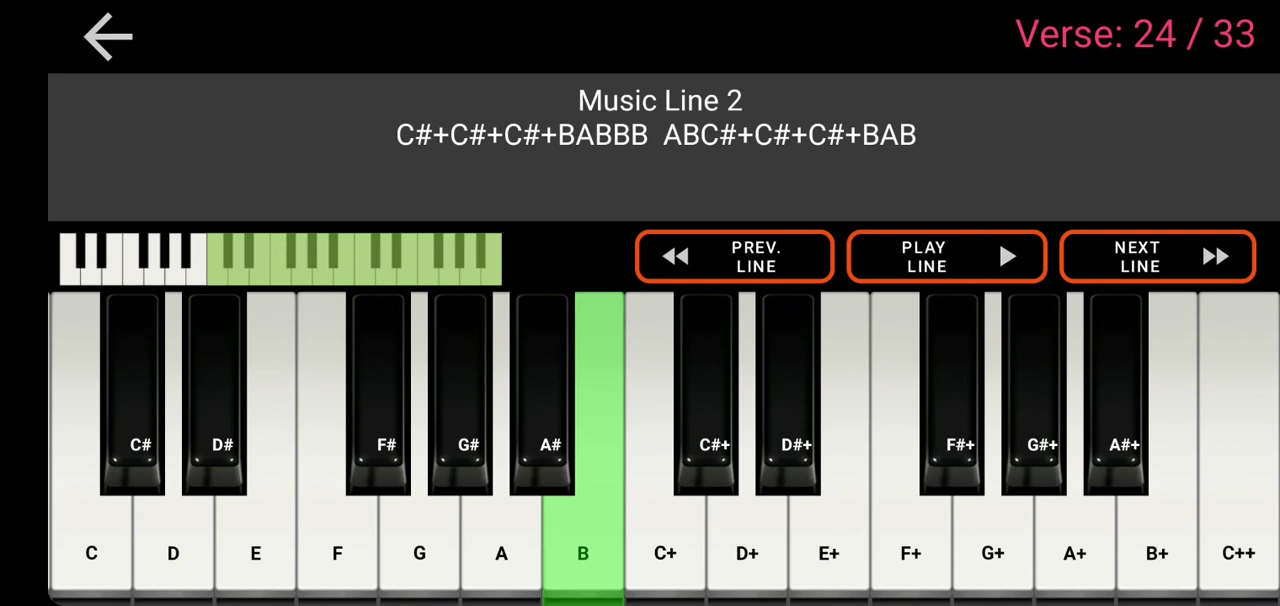 Verse: 24 / 33
Music Line 2
C#+C#+C#+BABBB  ABC#+C#+C#+BAB
PREV. LINE
PLAY LINE
NEXT LINE
C# D# F# G# A# C#+ D#+ F#+ G#+ A#+
C D E F G A B C+ D+ E+ F+ G+ A+ B+ C++